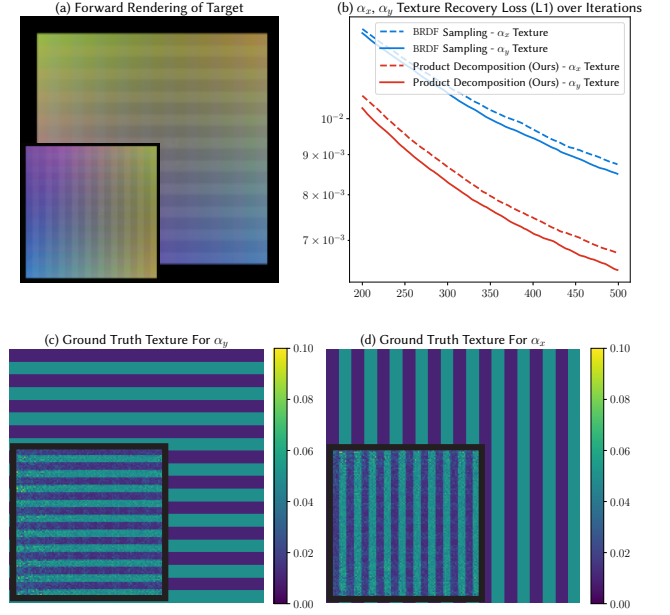 (a) Forward Rendering of Target
(b) αx, αy Texture Recovery Loss (L1) over Iterations
BRDF Sampling - αx Texture
BRDF Sampling - αy Texture
Product Decomposition (Ours) - αx Texture
Product Decomposition (Ours) - αy Texture
10⁻²
9 × 10⁻³
8 × 10⁻³
7 × 10⁻³
200 250 300 350 400 450 500
(c) Ground Truth Texture For αy
0.10
0.08
0.06
0.04
0.02
0.00
(d) Ground Truth Texture For αx
0.10
0.08
0.06
0.04
0.02
0.00